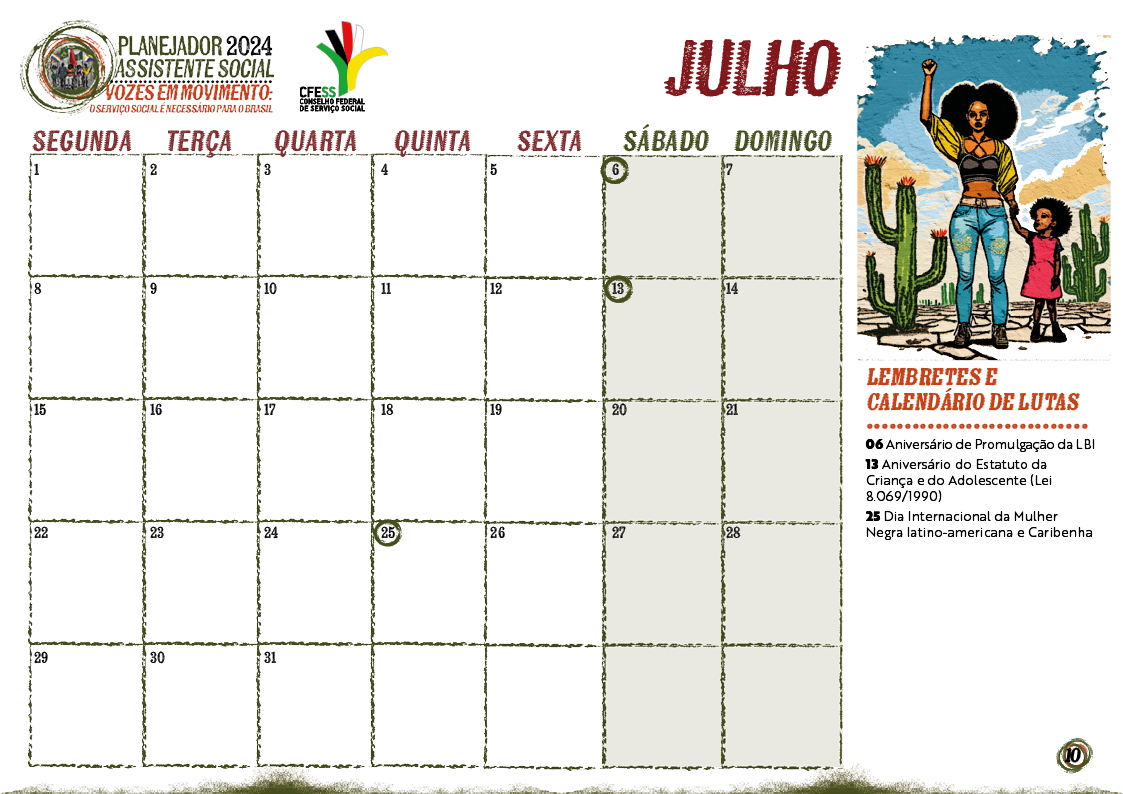 PLANEJADOR 2024
ASSISTENTE SOCIAL
VOZES EM MOVIMENTO:
O SERVIÇO SOCIAL É NECESSÁRIO PARA O BRASIL
CFESS
CONSELHO FEDERAL
DE SERVIÇO SOCIAL
JULHO
SEGUNDA TERÇA QUARTA QUINTA SEXTA SÁBADO DOMINGO
1 2 3 4 5 6 7
8 9 10 11 12 13 14
15 16 17 18 19 20 21
22 23 24 25 26 27 28
29 30 31
LEMBRETES E
CALENDÁRIO DE LUTAS
06 Aniversário de Promulgação da LBI
13 Aniversário do Estatuto da
Criança e do Adolescente (Lei
8.069/1990)
25 Dia Internacional da Mulher
Negra latino-americana e Caribenha
10